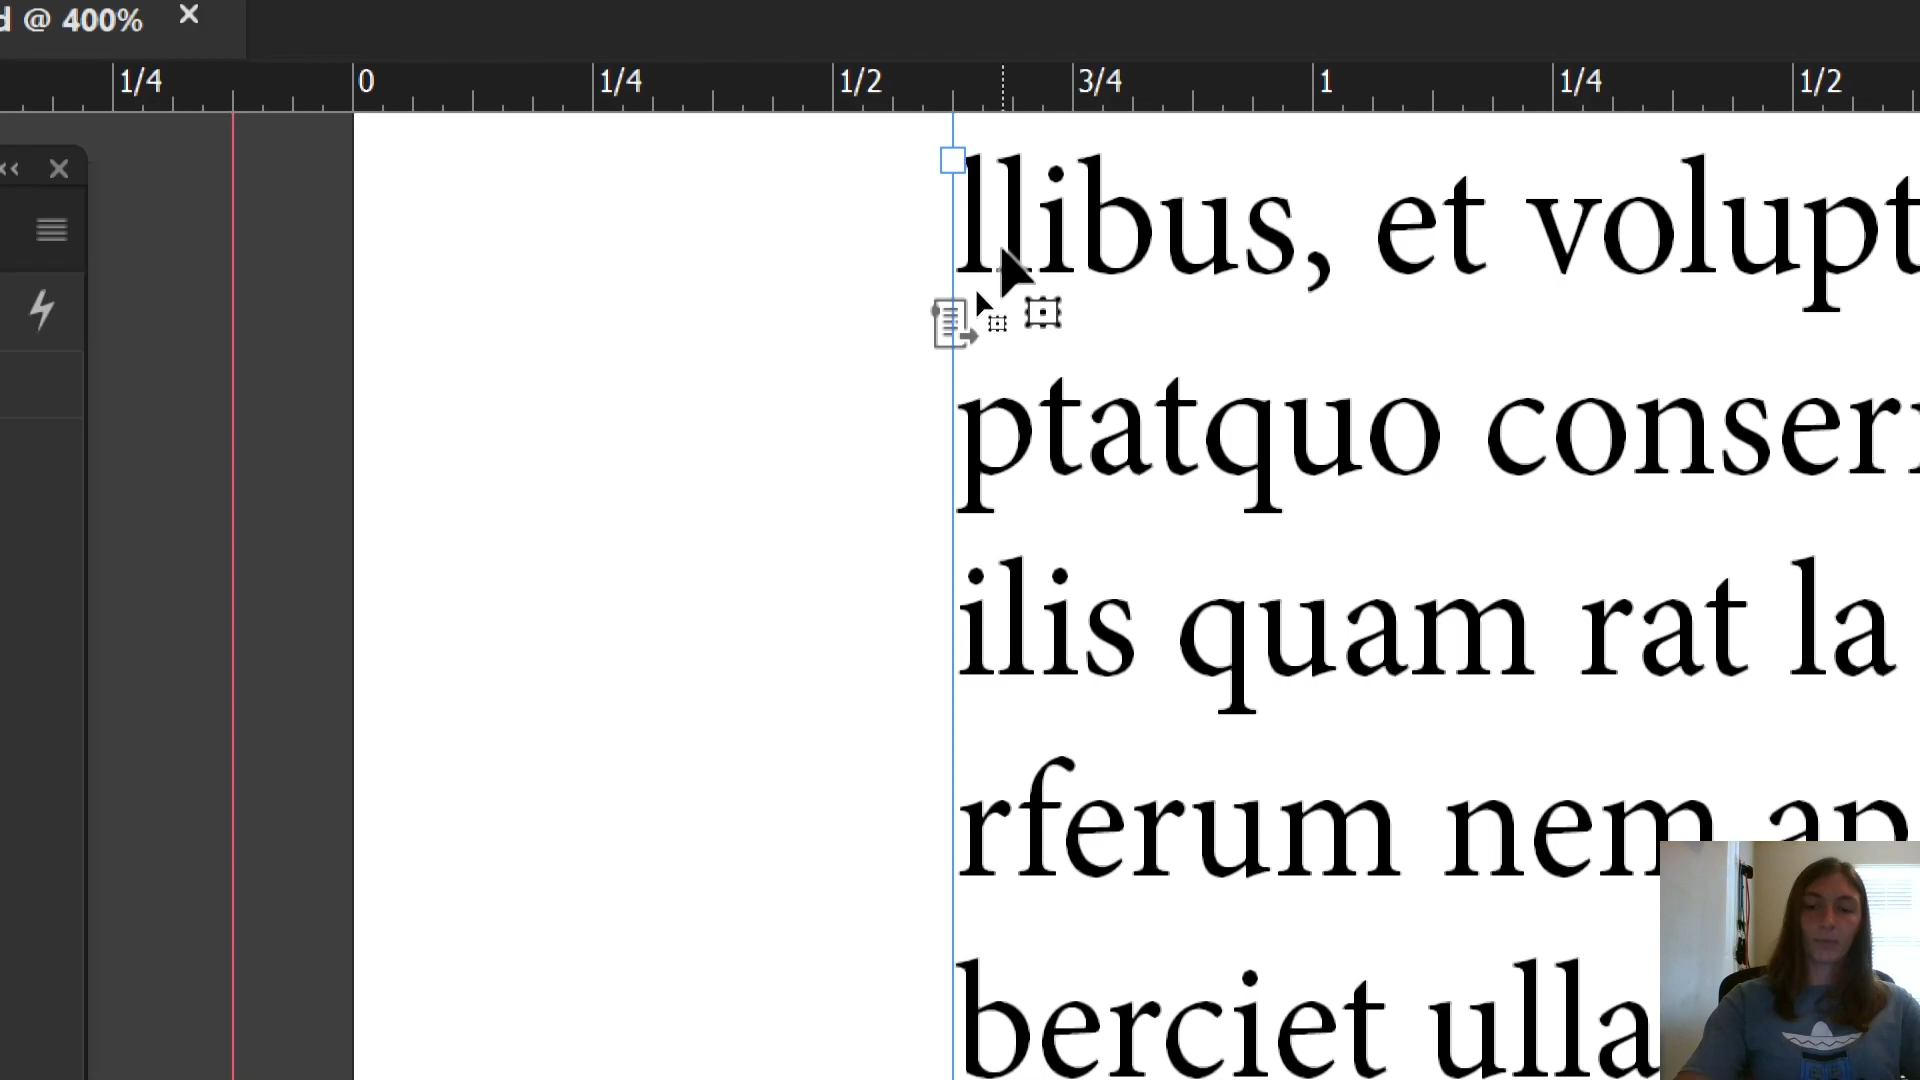 d @ 400%
1/4 0 1/4 1/2 3/4 1 1/4 1/2
llibus, et volupt
ptatquo conser
ilis quam rat la
rferum nem ap
berciet ulla